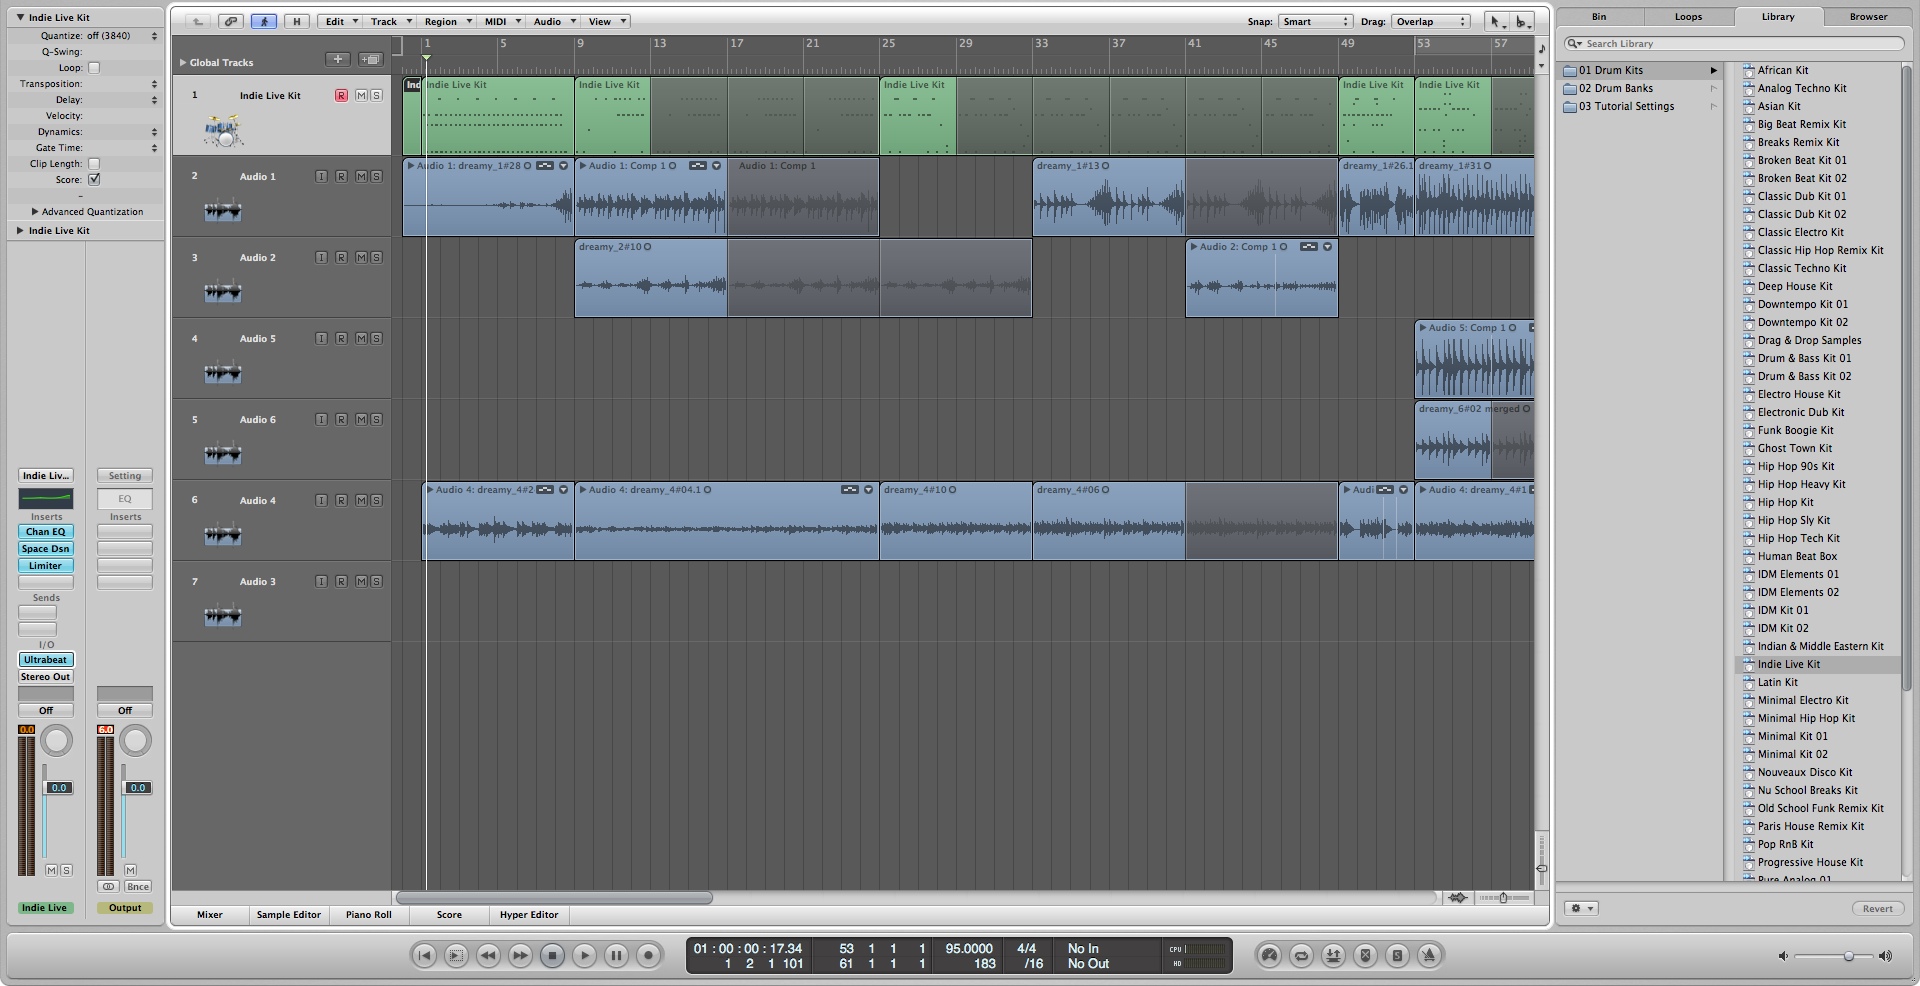 Indie Live Kit
Quantize: off (3840)
Q-Swing:
Loop:
Transposition:
Delay:
Velocity:
Dynamics:
Gate Time:
Clip Length:
Score:
-
Advanced Quantization
Indie Live Kit
Indie Liv...
Setting
EQ
Inserts
Inserts
Chan EQ
Space Dsn
Limiter
Sends
I/O
Ultrabeat
Stereo Out
Off
Off
0.0
6.0
0.0
0.0
M S
M
Bnce
Indie Live
Output
H
Edit
Track
Region
MIDI
Audio
View
Snap: Smart
Drag: Overlap
Global Tracks
1 5 9 13 17 21 25 29 33 37 41 45 49 53 57
1 Indie Live Kit R M S
Ind
Indie Live Kit
Indie Live Kit
Indie Live Kit
Indie Live Kit
Indie Live Kit
2 Audio 1 I R M S
Audio 1: dreamy_1#28
Audio 1: Comp 1
Audio 1: Comp 1
dreamy_1#13
dreamy_1#26.1
dreamy_1#31
3 Audio 2 I R M S
dreamy_2#10
Audio 2: Comp 1
4 Audio 5 I R M S
Audio 5: Comp 1
5 Audio 6 I R M S
dreamy_6#02 merged
6 Audio 4 I R M S
Audio 4: dreamy_4#2
Audio 4: dreamy_4#04.1
dreamy_4#10
dreamy_4#06
Audi
Audio 4: dreamy_4#1
7 Audio 3 I R M S
Mixer
Sample Editor
Piano Roll
Score
Hyper Editor
01 : 00 : 00 : 17.34
1 2 1 101
53 1 1 1
61 1 1 1
95.0000
183
4/4
/16
No In
No Out
CPU
HD
S
Bin
Loops
Library
Browser
Search Library
01 Drum Kits
02 Drum Banks
03 Tutorial Settings
African Kit
Analog Techno Kit
Asian Kit
Big Beat Remix Kit
Breaks Remix Kit
Broken Beat Kit 01
Broken Beat Kit 02
Classic Dub Kit 01
Classic Dub Kit 02
Classic Electro Kit
Classic Hip Hop Remix Kit
Classic Techno Kit
Deep House Kit
Downtempo Kit 01
Downtempo Kit 02
Drag & Drop Samples
Drum & Bass Kit 01
Drum & Bass Kit 02
Electro House Kit
Electronic Dub Kit
Funk Boogie Kit
Ghost Town Kit
Hip Hop 90s Kit
Hip Hop Heavy Kit
Hip Hop Kit
Hip Hop Sly Kit
Hip Hop Tech Kit
Human Beat Box
IDM Elements 01
IDM Elements 02
IDM Kit 01
IDM Kit 02
Indian & Middle Eastern Kit
Indie Live Kit
Latin Kit
Minimal Electro Kit
Minimal Hip Hop Kit
Minimal Kit 01
Minimal Kit 02
Nouveaux Disco Kit
Nu School Breaks Kit
Old School Funk Remix Kit
Paris House Remix Kit
Pop RnB Kit
Progressive House Kit
Pure Analog 01
Revert